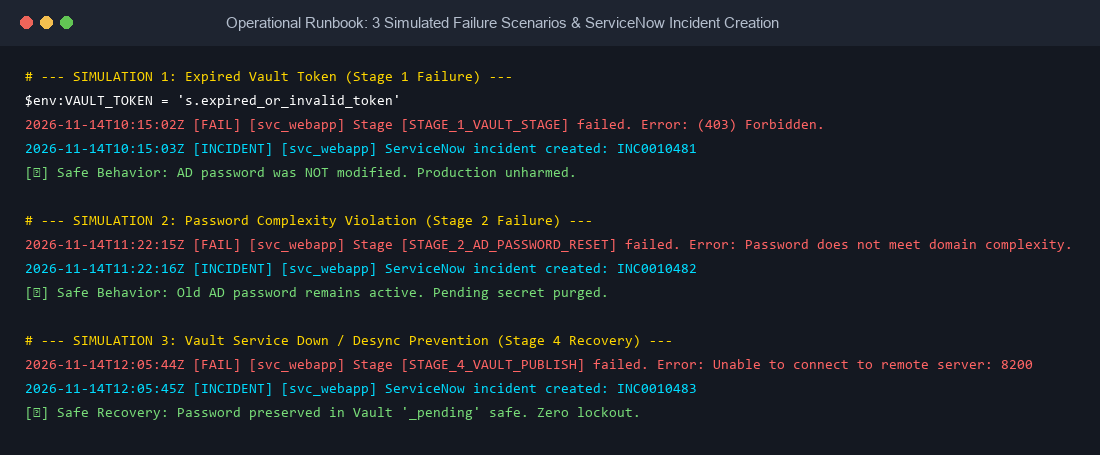 Operational Runbook: 3 Simulated Failure Scenarios & ServiceNow Incident Creation
# --- SIMULATION 1: Expired Vault Token (Stage 1 Failure) ---
$env:VAULT_TOKEN = 's.expired_or_invalid_token'
2026-11-14T10:15:02Z [FAIL] [svc_webapp] Stage [STAGE_1_VAULT_STAGE] failed. Error: (403) Forbidden.
2026-11-14T10:15:03Z [INCIDENT] [svc_webapp] ServiceNow incident created: INC0010481
[] Safe Behavior: AD password was NOT modified. Production unharmed.
# --- SIMULATION 2: Password Complexity Violation (Stage 2 Failure) ---
2026-11-14T11:22:15Z [FAIL] [svc_webapp] Stage [STAGE_2_AD_PASSWORD_RESET] failed. Error: Password does not meet domain complexity.
2026-11-14T11:22:16Z [INCIDENT] [svc_webapp] ServiceNow incident created: INC0010482
[] Safe Behavior: Old AD password remains active. Pending secret purged.
# --- SIMULATION 3: Vault Service Down / Desync Prevention (Stage 4 Recovery) ---
2026-11-14T12:05:44Z [FAIL] [svc_webapp] Stage [STAGE_4_VAULT_PUBLISH] failed. Error: Unable to connect to remote server: 8200
2026-11-14T12:05:45Z [INCIDENT] [svc_webapp] ServiceNow incident created: INC0010483
[] Safe Recovery: Password preserved in Vault '_pending' safe. Zero lockout.